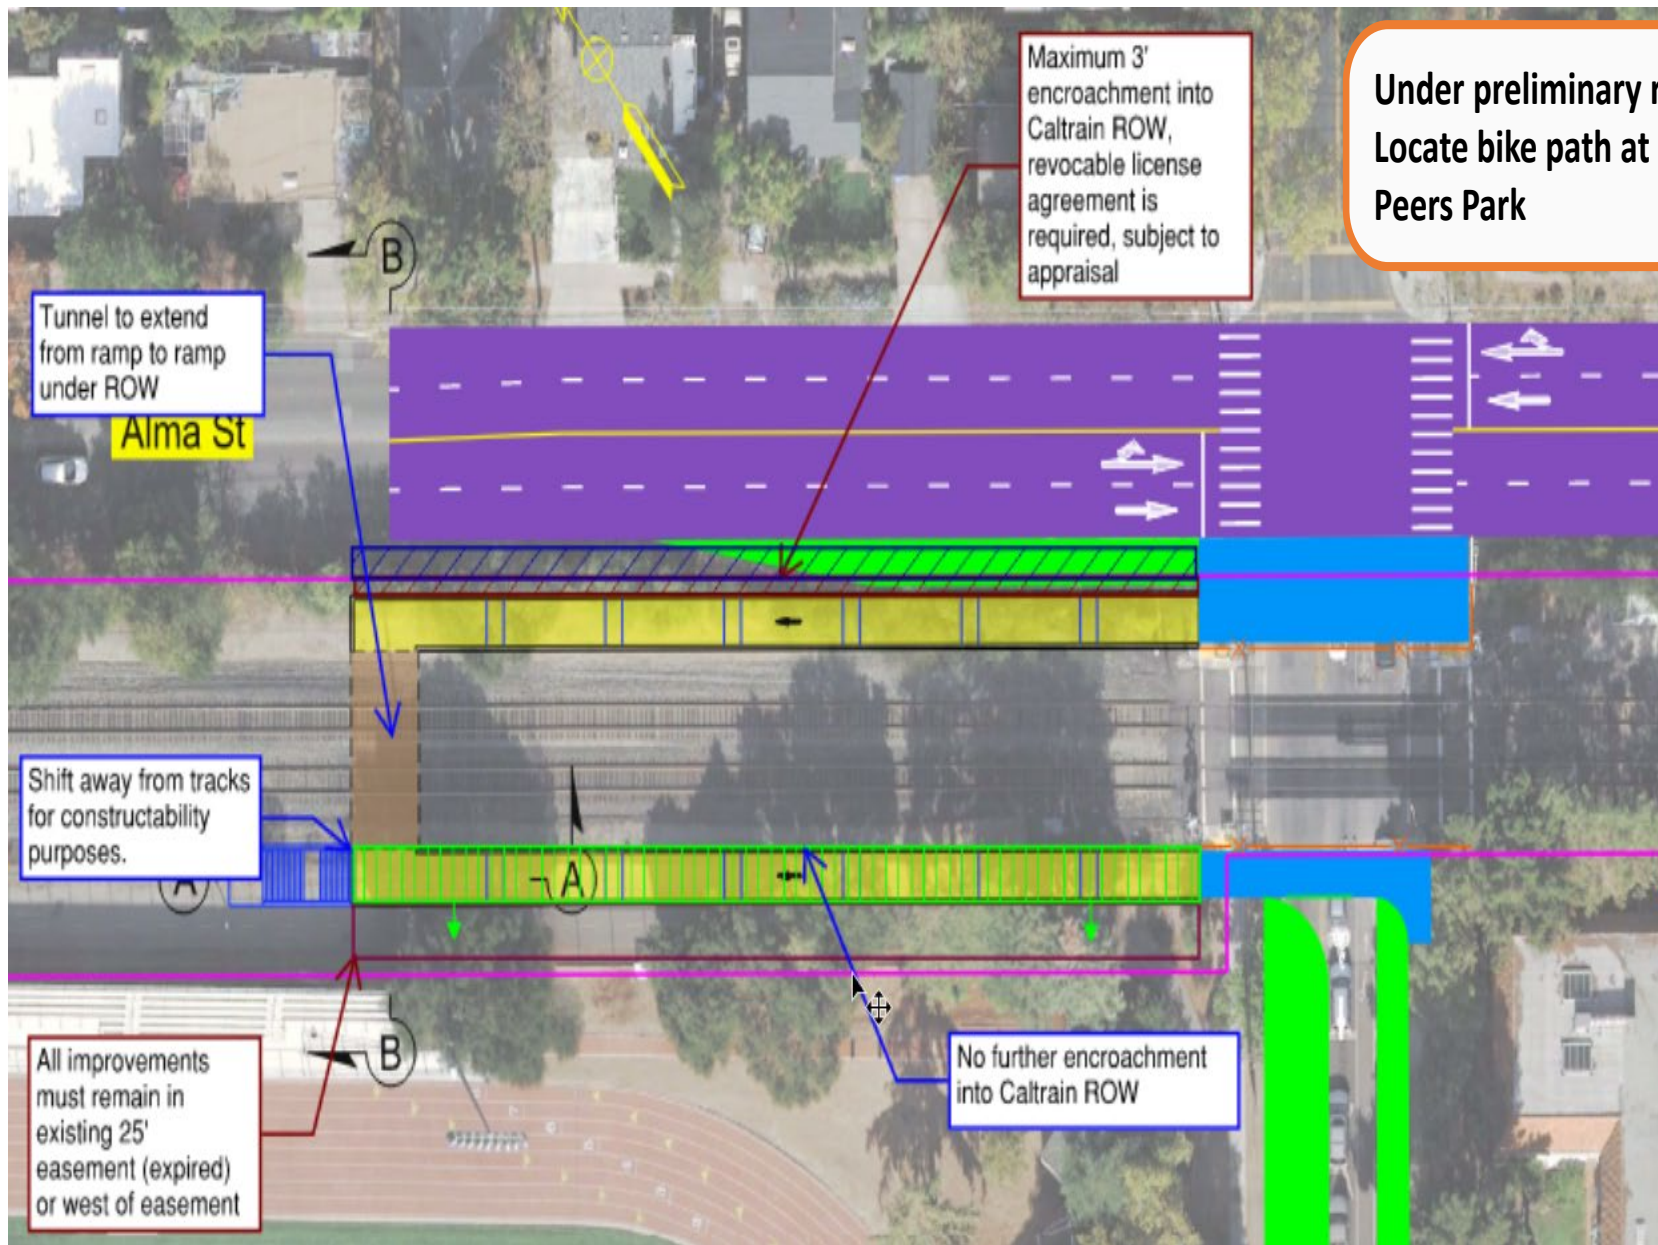 Maximum 3'
encroachment into
Caltrain ROW,
revocable license
agreement is
required, subject to
appraisal
Under preliminary
Locate bike path at
Peers Park
B
Tunnel to extend
from ramp to ramp
under ROW
Alma St
Shift away from tracks
for constructability
purposes.
A
A
All improvements
must remain in
existing 25'
easement (expired)
or west of easement
B
No further encroachment
into Caltrain ROW